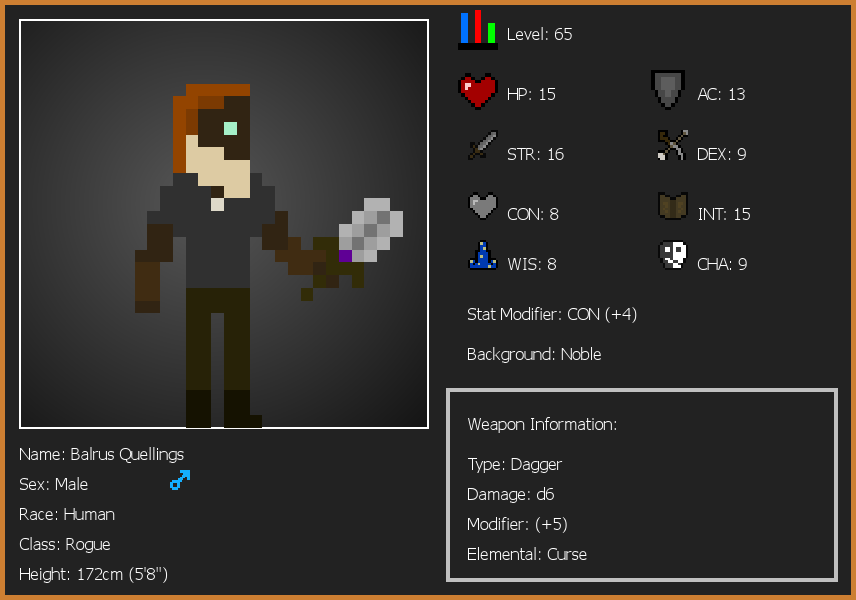 Level: 65
HP: 15
AC: 13
STR: 16
DEX: 9
CON: 8
INT: 15
WIS: 8
CHA: 9
Stat Modifier: CON (+4)
Background: Noble
Name: Balrus Quellings
Sex: Male
Race: Human
Class: Rogue
Height: 172cm (5'8")
Weapon Information:
Type: Dagger
Damage: d6
Modifier: (+5)
Elemental: Curse